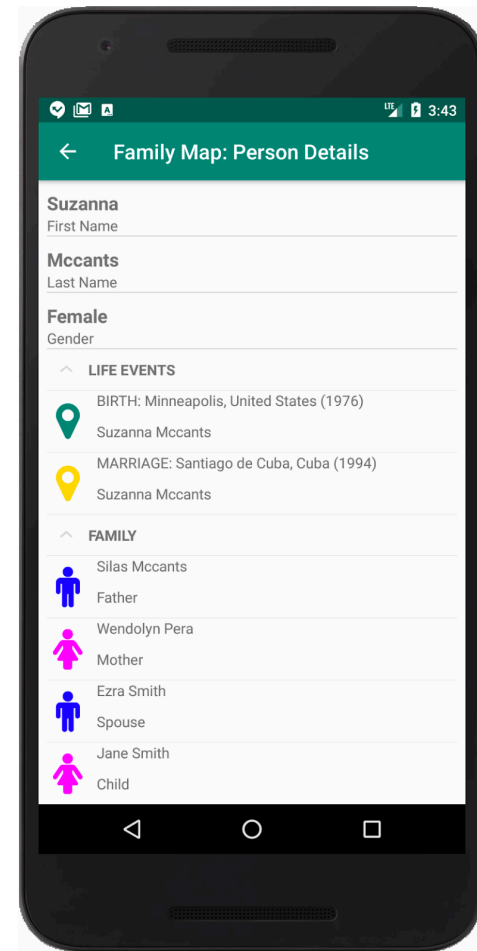 LTE 3:43
Family Map: Person Details
Suzanna
First Name
Mccants
Last Name
Female
Gender
LIFE EVENTS
BIRTH: Minneapolis, United States (1976)
Suzanna Mccants
MARRIAGE: Santiago de Cuba, Cuba (1994)
Suzanna Mccants
FAMILY
Silas Mccants
Father
Wendolyn Pera
Mother
Ezra Smith
Spouse
Jane Smith
Child